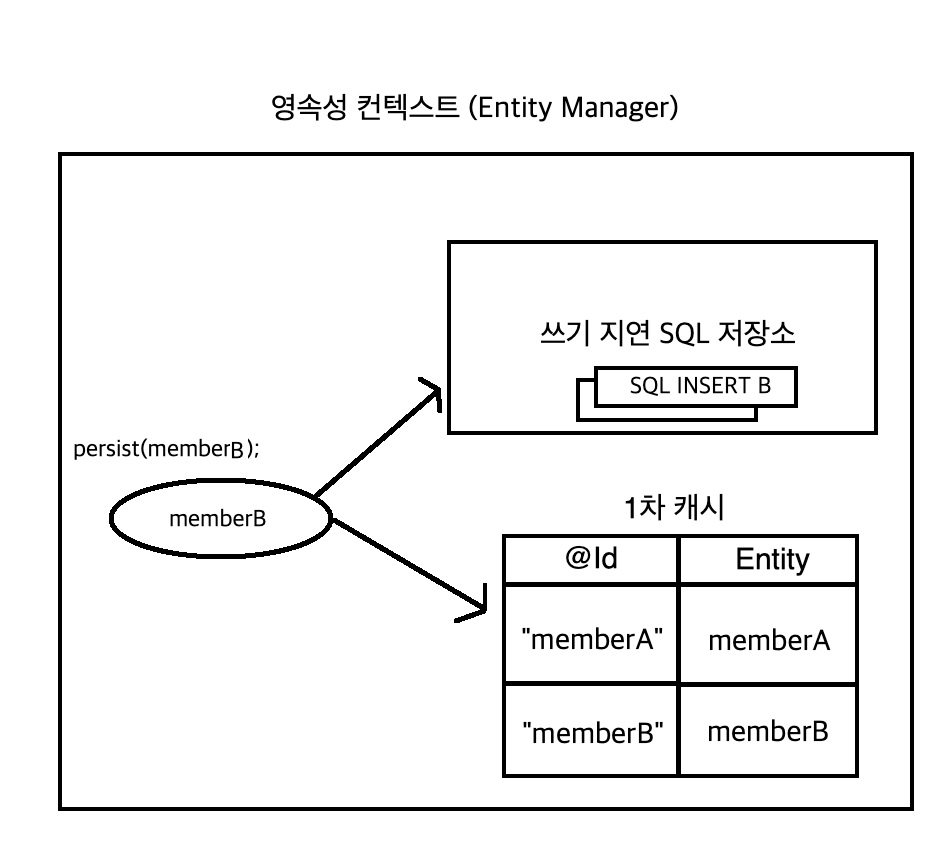 영속성 컨텍스트 (Entity Manager)
쓰기 지연 SQL 저장소
SQL INSERT B
persist(memberB);
memberB
1차 캐시
@Id Entity
"memberA" memberA
"memberB" memberB